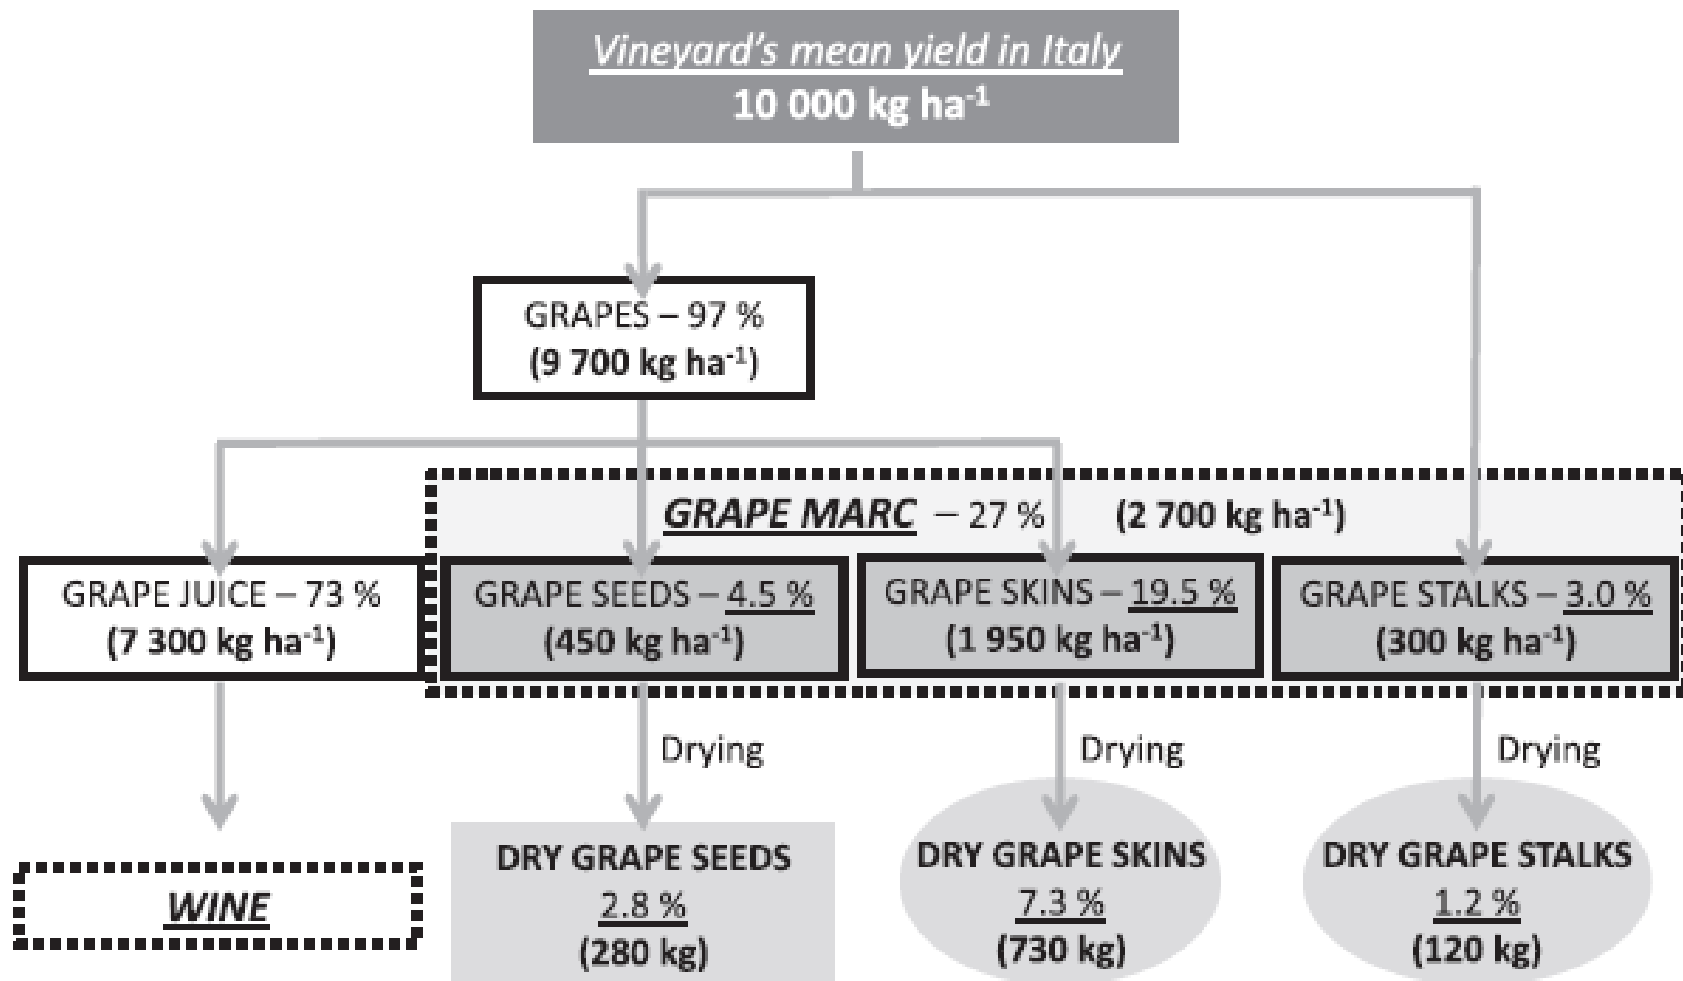 Vineyard's mean yield in Italy
10 000 kg ha⁻¹
GRAPES – 97 %
(9 700 kg ha⁻¹)
GRAPE MARC – 27 % (2 700 kg ha⁻¹)
GRAPE JUICE – 73 %
(7 300 kg ha⁻¹)
GRAPE SEEDS – 4.5 %
(450 kg ha⁻¹)
GRAPE SKINS – 19.5 %
(1 950 kg ha⁻¹)
GRAPE STALKS – 3.0 %
(300 kg ha⁻¹)
Drying
Drying
Drying
WINE
DRY GRAPE SEEDS
2.8 %
(280 kg)
DRY GRAPE SKINS
7.3 %
(730 kg)
DRY GRAPE STALKS
1.2 %
(120 kg)